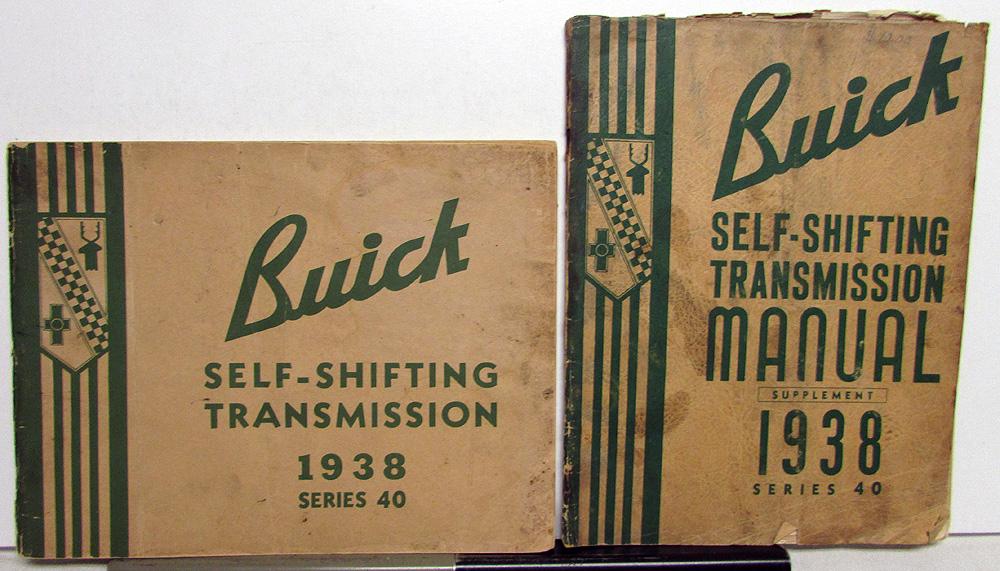 Buick
SELF-SHIFTING
TRANSMISSION
1938
SERIES 40
Buick
SELF-SHIFTING
TRANSMISSION
MANUAL
SUPPLEMENT
1938
SERIES 40